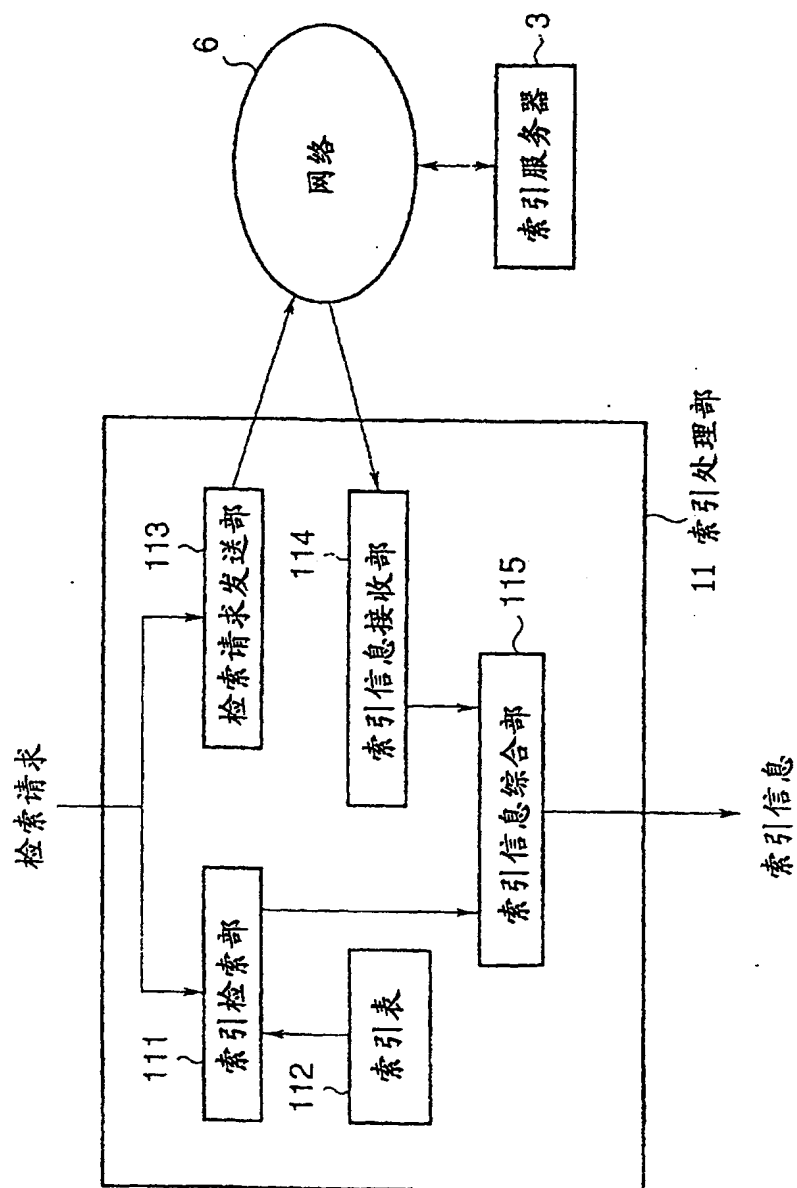 检索请求
6
网络
3
索引服务器
113
检索请求发送部
114
索引信息接收部
111
索引检索部
112
索引表
115
索引信息综合部
11 索引处理部
索引信息